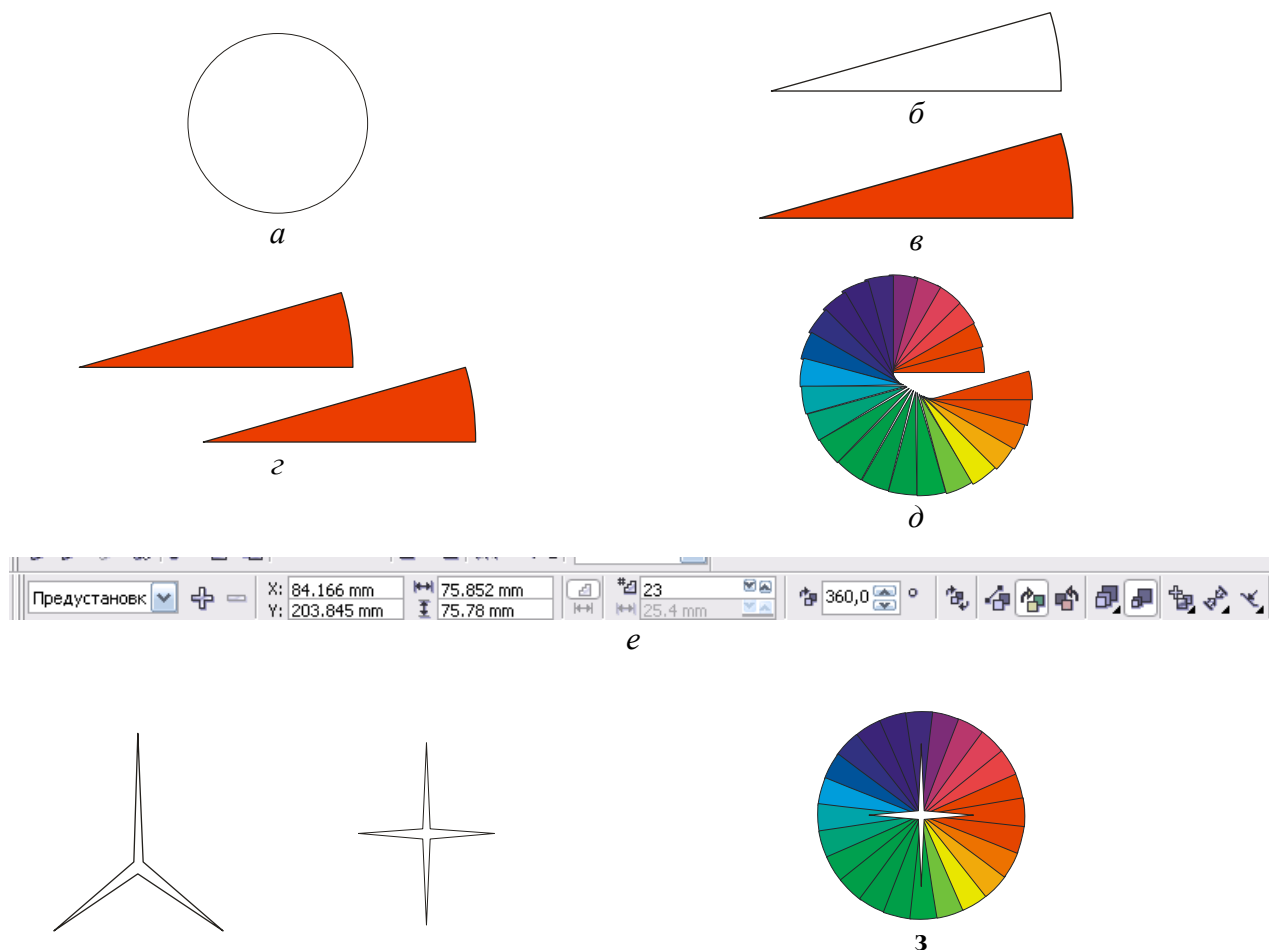 а
б
в
г
д
Предустановк
X: 84.166 mm
Y: 203.845 mm
75.852 mm
75.78 mm
23
25.4 mm
360,0 °
е
з